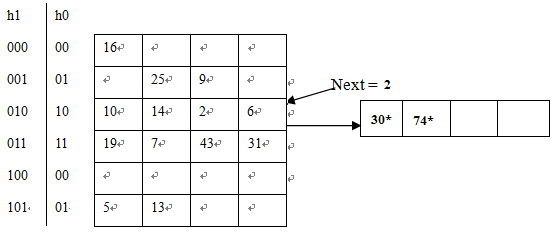 h1 h0
000 00 16
001 01 25 9
Next = 2
010 10 10 14 2 6
30* 74*
011 11 19 7 43 31
100 00
101 01 5 13